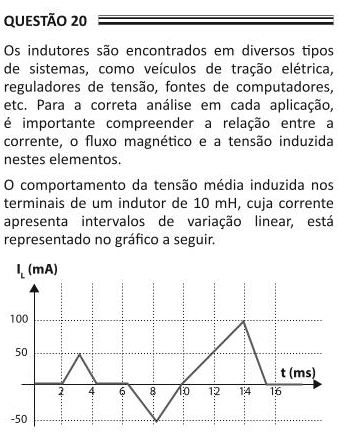 QUESTÃO 20
Os indutores são encontrados em diversos tipos
de sistemas, como veículos de tração elétrica,
reguladores de tensão, fontes de computadores,
etc. Para a correta análise em cada aplicação,
é importante compreender a relação entre a
corrente, o fluxo magnético e a tensão induzida
nestes elementos.
O comportamento da tensão média induzida nos
terminais de um indutor de 10 mH, cuja corrente
apresenta intervalos de variação linear, está
representado no gráfico a seguir.
I_L (mA)
100
50
t (ms)
2 4 6 8 10 12 14 16
-50